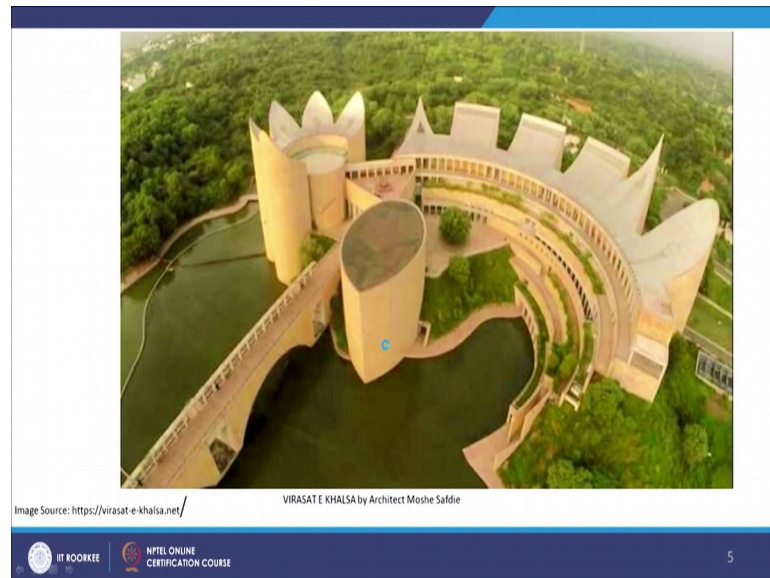 VIRASAT E KHALSA by Architect Moshe Safdie
Image Source: https://virasat-e-khalsa.net/
IIT ROORKEE
NPTEL ONLINE
CERTIFICATION COURSE
5